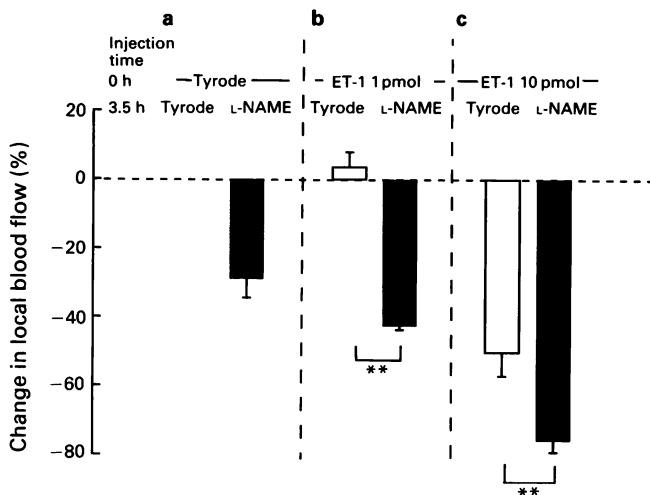 a b c
Injection
time
0 h Tyrode ET-1 1 pmol ET-1 10 pmol
3.5 h Tyrode L-NAME Tyrode L-NAME Tyrode L-NAME
20
0
−20
−40
−60
−80
Change in local blood flow (%)
**
**